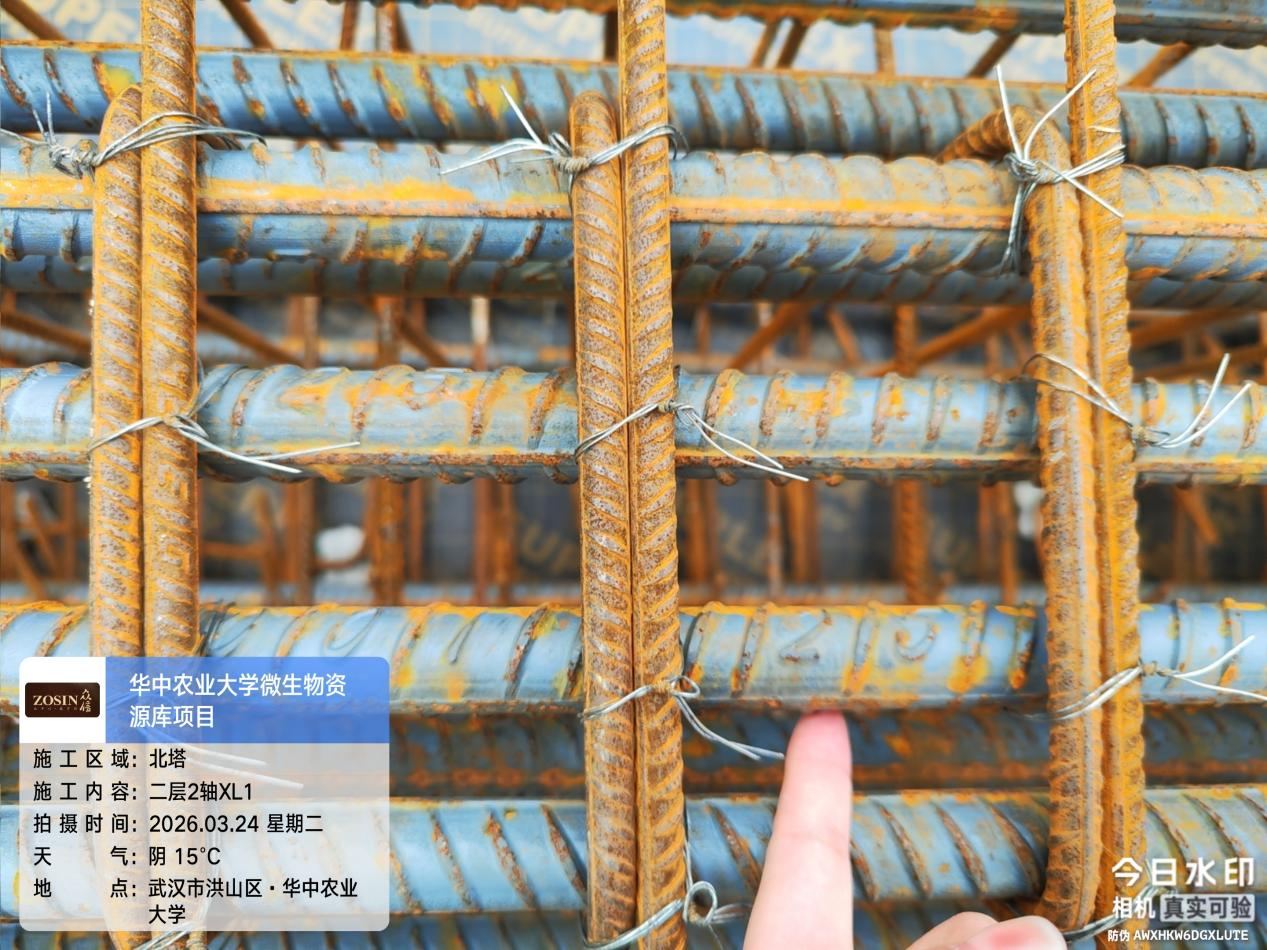 ZOSIN 众信
华中农业大学微生物资
源库项目
施工区域：北塔
施工内容：二层2轴XL1
拍摄时间：2026.03.24 星期二
天气：阴 15°C
地点：武汉市洪山区·华中农业
大学
今日水印
相机 真实可验
防伪 AWXHKW6DGXLUTE